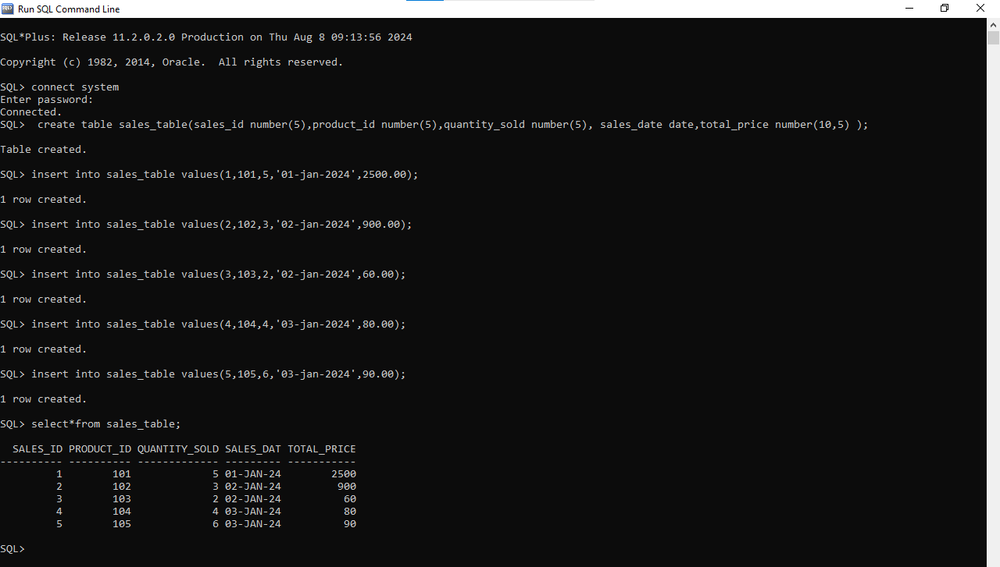 Run SQL Command Line
SQL*Plus: Release 11.2.0.2.0 Production on Thu Aug 8 09:13:56 2024
Copyright (c) 1982, 2014, Oracle.  All rights reserved.
SQL> connect system
Enter password:
Connected.
SQL>  create table sales_table(sales_id number(5),product_id number(5),quantity_sold number(5), sales_date date,total_price number(10,5) );
Table created.
SQL> insert into sales_table values(1,101,5,'01-jan-2024',2500.00);
1 row created.
SQL> insert into sales_table values(2,102,3,'02-jan-2024',900.00);
1 row created.
SQL> insert into sales_table values(3,103,2,'02-jan-2024',60.00);
1 row created.
SQL> insert into sales_table values(4,104,4,'03-jan-2024',80.00);
1 row created.
SQL> insert into sales_table values(5,105,6,'03-jan-2024',90.00);
1 row created.
SQL> select*from sales_table;
  SALES_ID PRODUCT_ID QUANTITY_SOLD SALES_DAT TOTAL_PRICE
---------- ---------- ------------- --------- -----------
         1        101             5 01-JAN-24        2500
         2        102             3 02-JAN-24         900
         3        103             2 02-JAN-24          60
         4        104             4 03-JAN-24          80
         5        105             6 03-JAN-24          90
SQL>